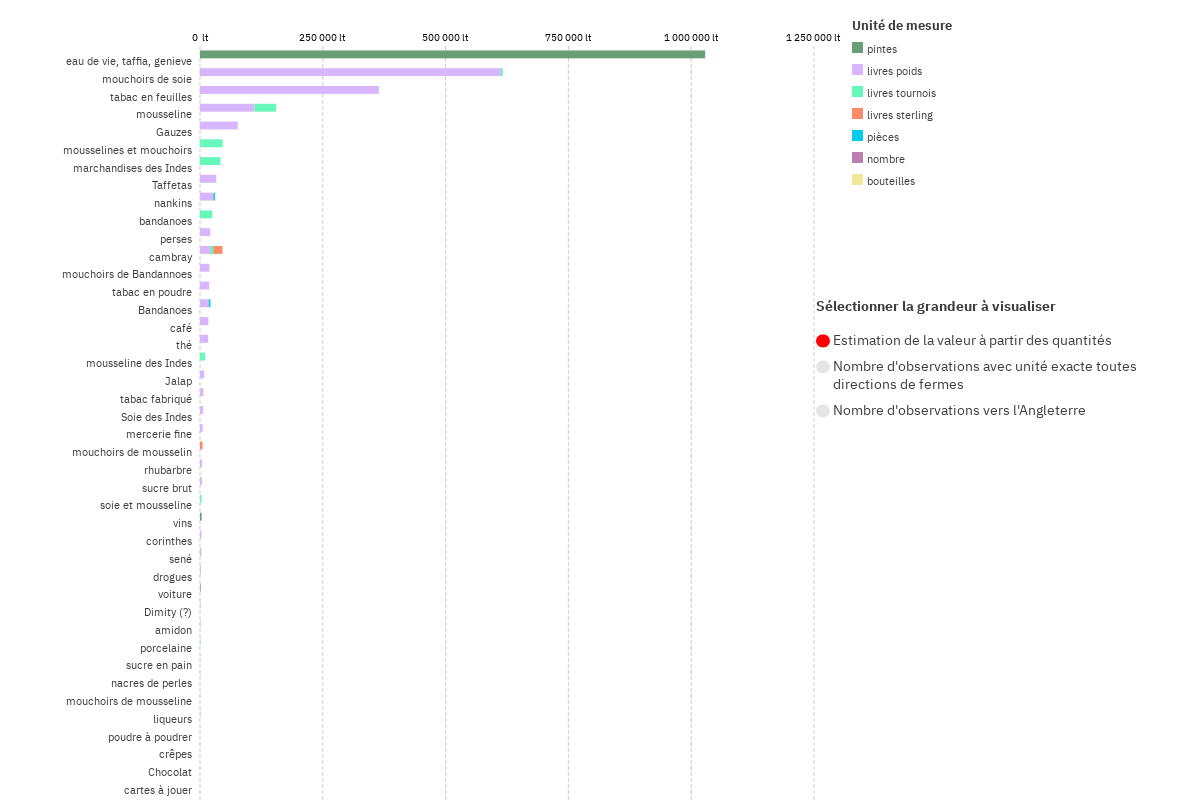 0 lt
250 000 lt
500 000 lt
750 000 lt
1 000 000 lt
1 250 000 lt
eau de vie, taffia, genieve
mouchoirs de soie
tabac en feuilles
mousseline
Gauzes
mousselines et mouchoirs
marchandises des Indes
Taffetas
nankins
bandanoes
perses
cambray
mouchoirs de Bandannoes
tabac en poudre
Bandanoes
café
thé
mousseline des Indes
Jalap
tabac fabriqué
Soie des Indes
mercerie fine
mouchoirs de mousselin
rhubarbre
sucre brut
soie et mousseline
vins
corinthes
sené
drogues
voiture
Dimity (?)
amidon
porcelaine
sucre en pain
nacres de perles
mouchoirs de mousseline
liqueurs
poudre à poudrer
crêpes
Chocolat
cartes à jouer
Unité de mesure
pintes
livres poids
livres tournois
livres sterling
pièces
nombre
bouteilles
Sélectionner la grandeur à visualiser
Estimation de la valeur à partir des quantités
Nombre d'observations avec unité exacte toutes
directions de fermes
Nombre d'observations vers l'Angleterre